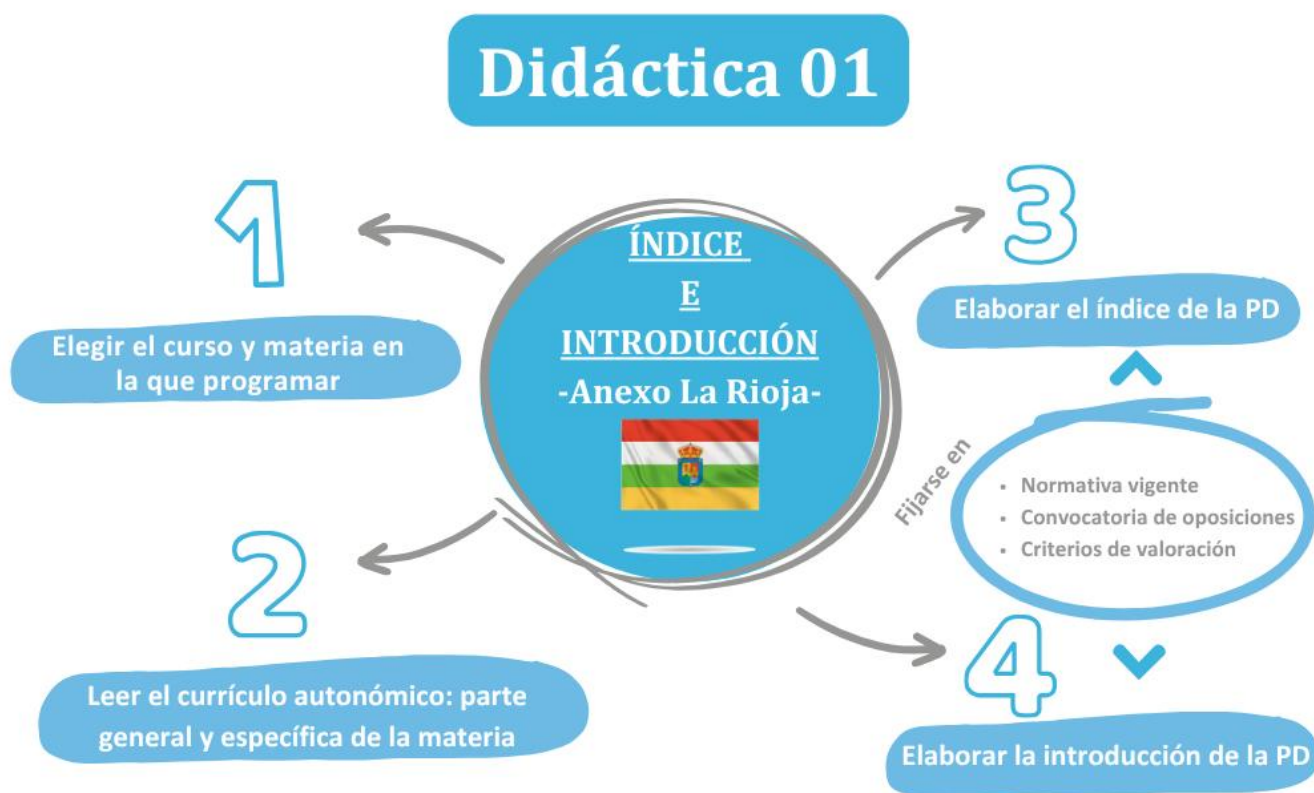 Didáctica 01
ÍNDICE
E
INTRODUCCIÓN
-Anexo La Rioja-
1
Elegir el curso y materia en
la que programar
2
Leer el currículo autonómico: parte
general y específica de la materia
3
Elaborar el índice de la PD
Fijarse en
▪ Normativa vigente
▪ Convocatoria de oposiciones
▪ Criterios de valoración
4
Elaborar la introducción de la PD